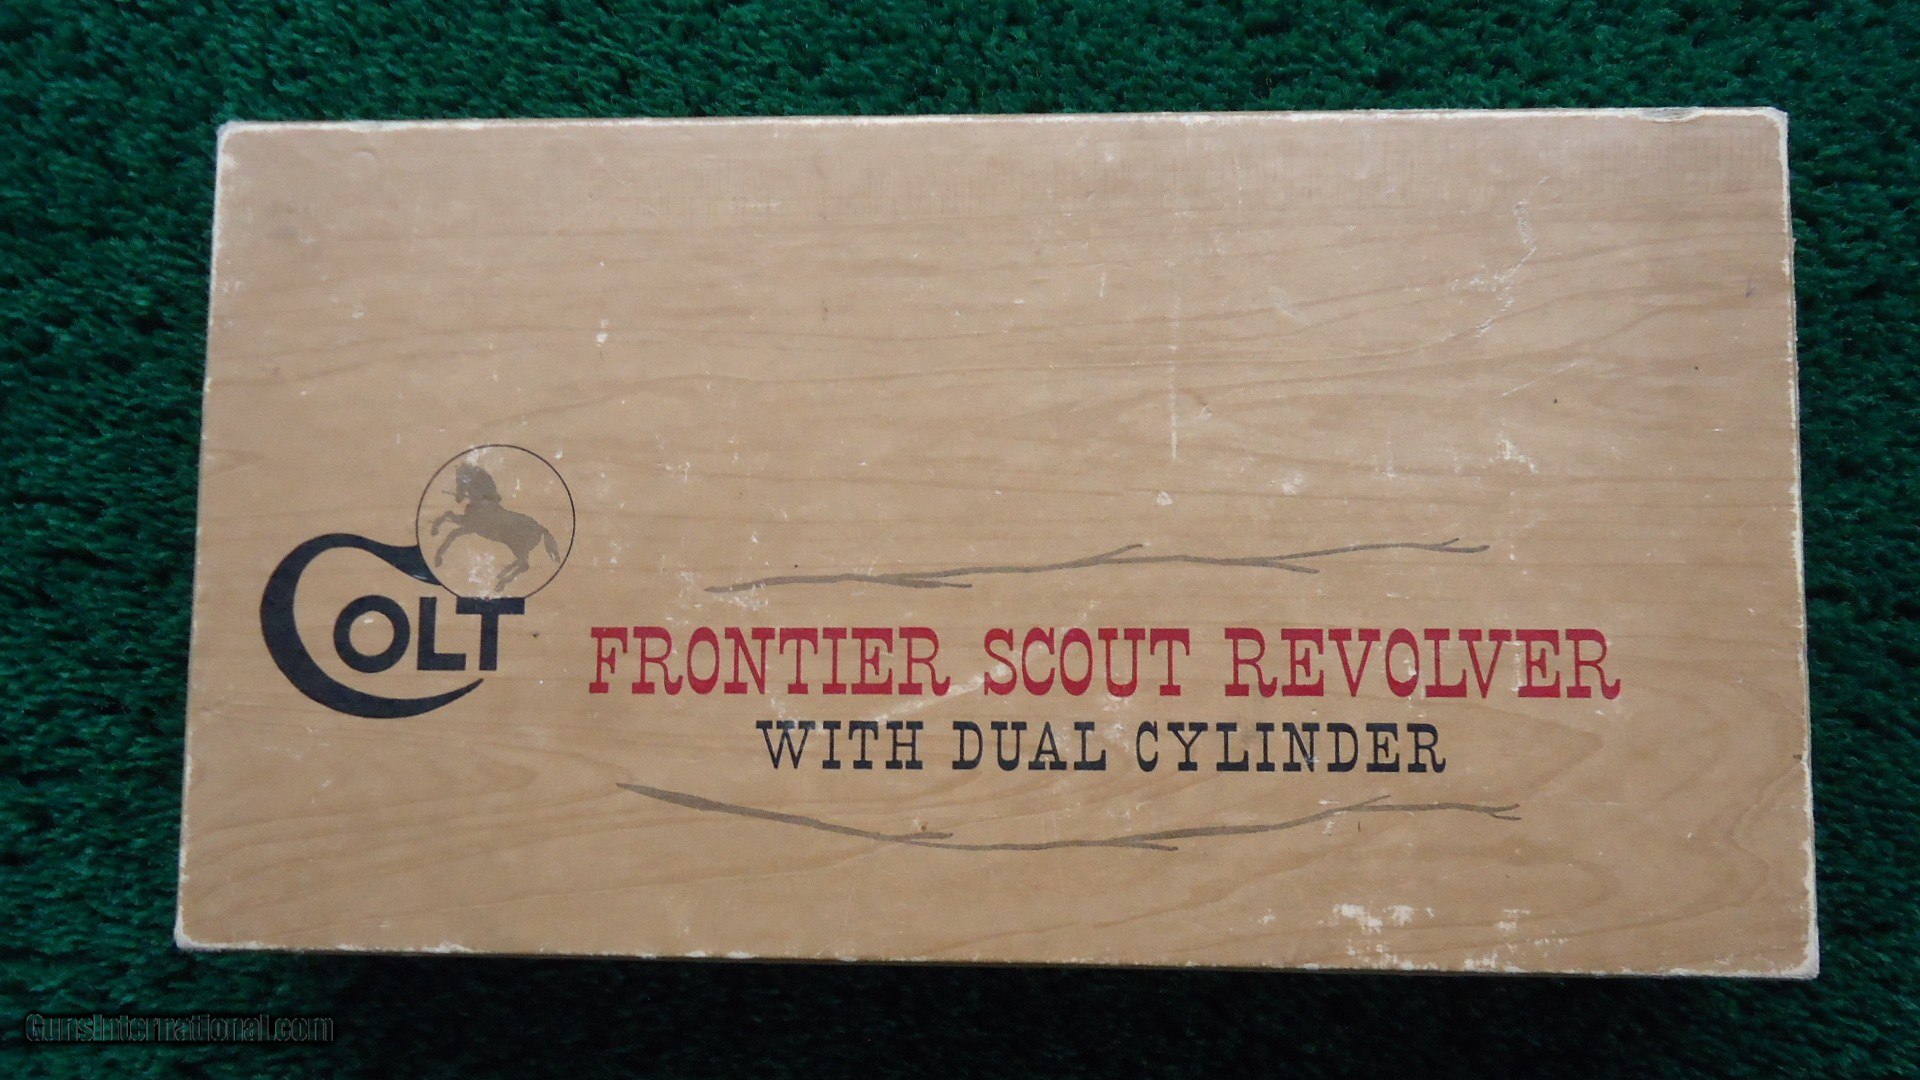 COLT
FRONTIER SCOUT REVOLVER
WITH DUAL CYLINDER
GunsInternational.com